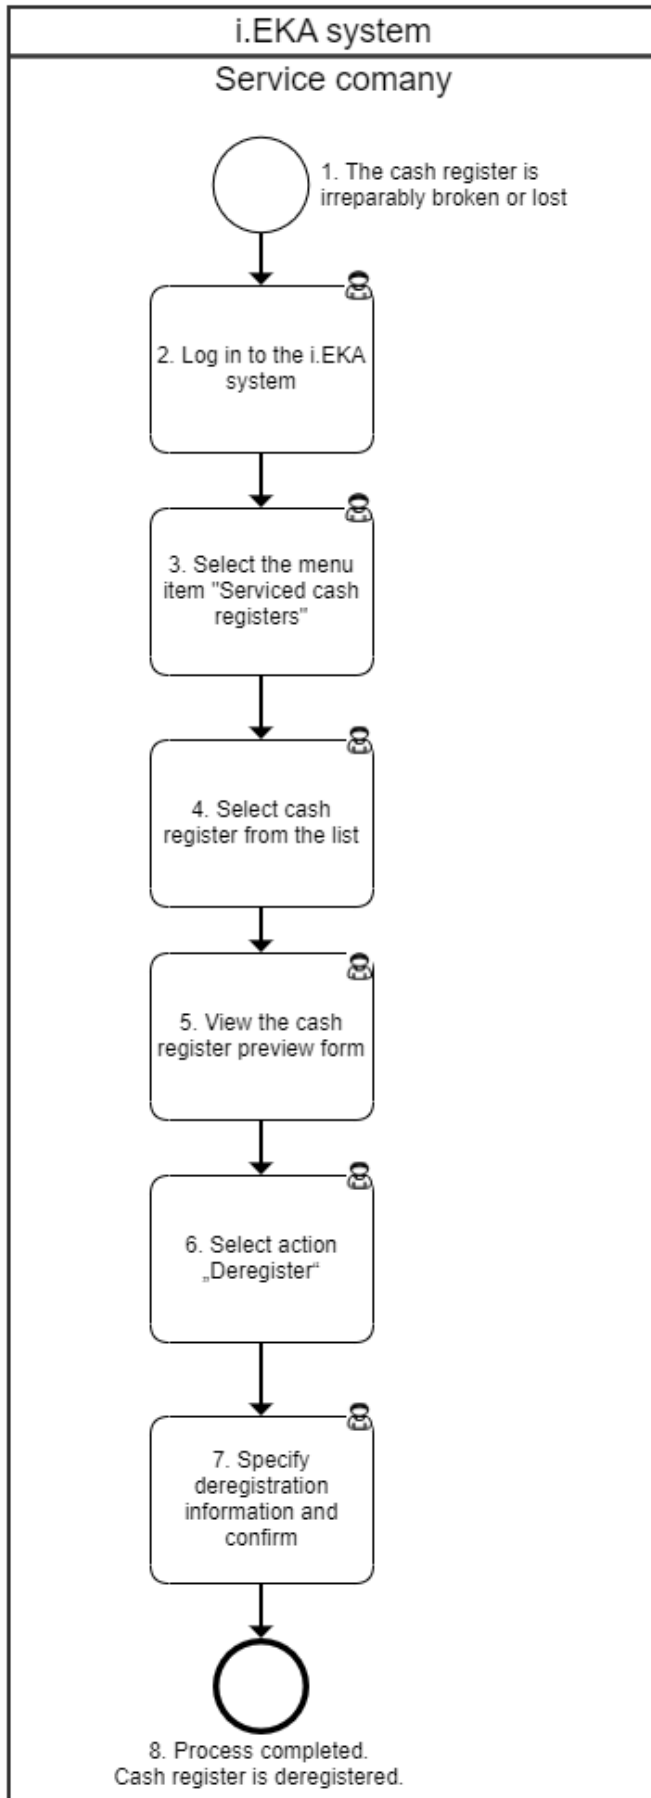 i.EKA system
Service comany
1. The cash register is
irreparably broken or lost
2. Log in to the i.EKA
system
3. Select the menu
item "Serviced cash
registers"
4. Select cash
register from the list
5. View the cash
register preview form
6. Select action
„Deregister“
7. Specify
deregistration
information and
confirm
8. Process completed.
Cash register is deregistered.